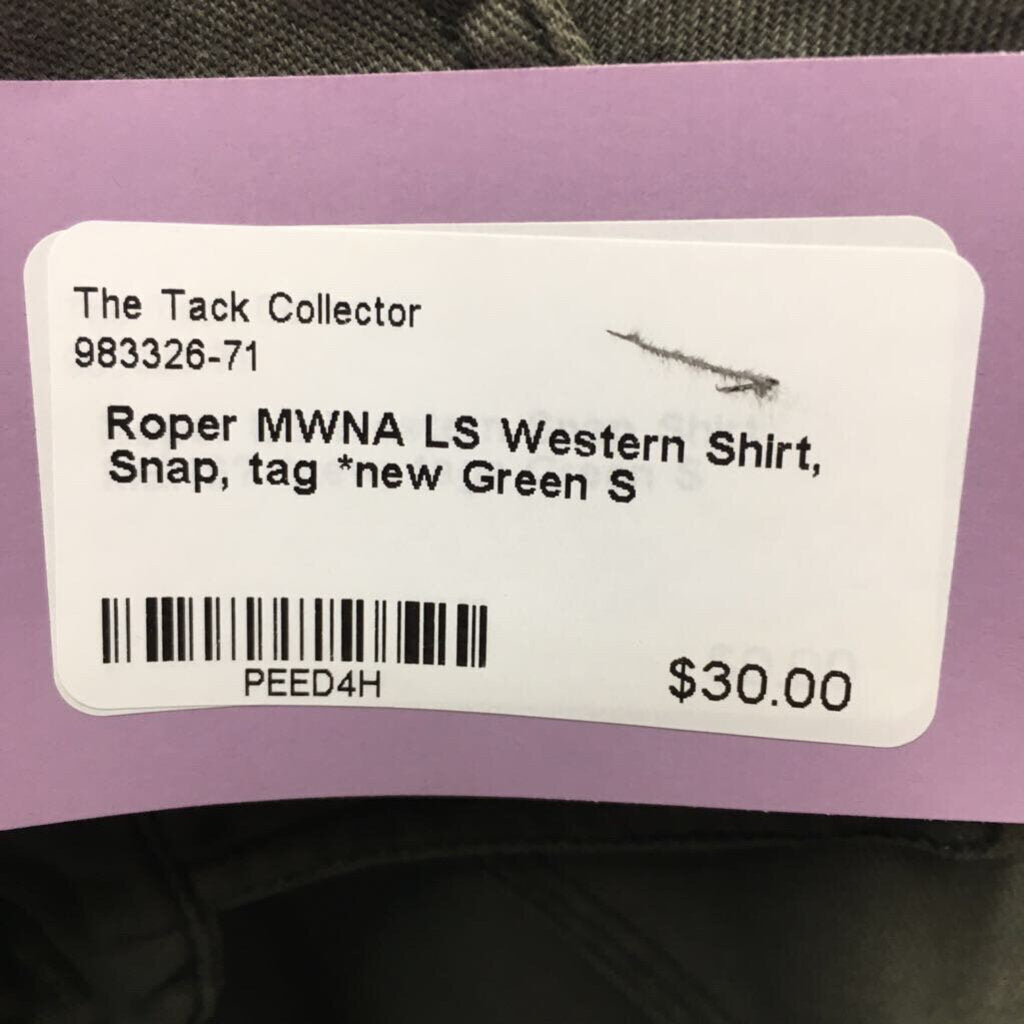 The Tack Collector
983326-71
Roper MWNA LS Western Shirt,
Snap, tag *new Green S
PEED4H
$30.00